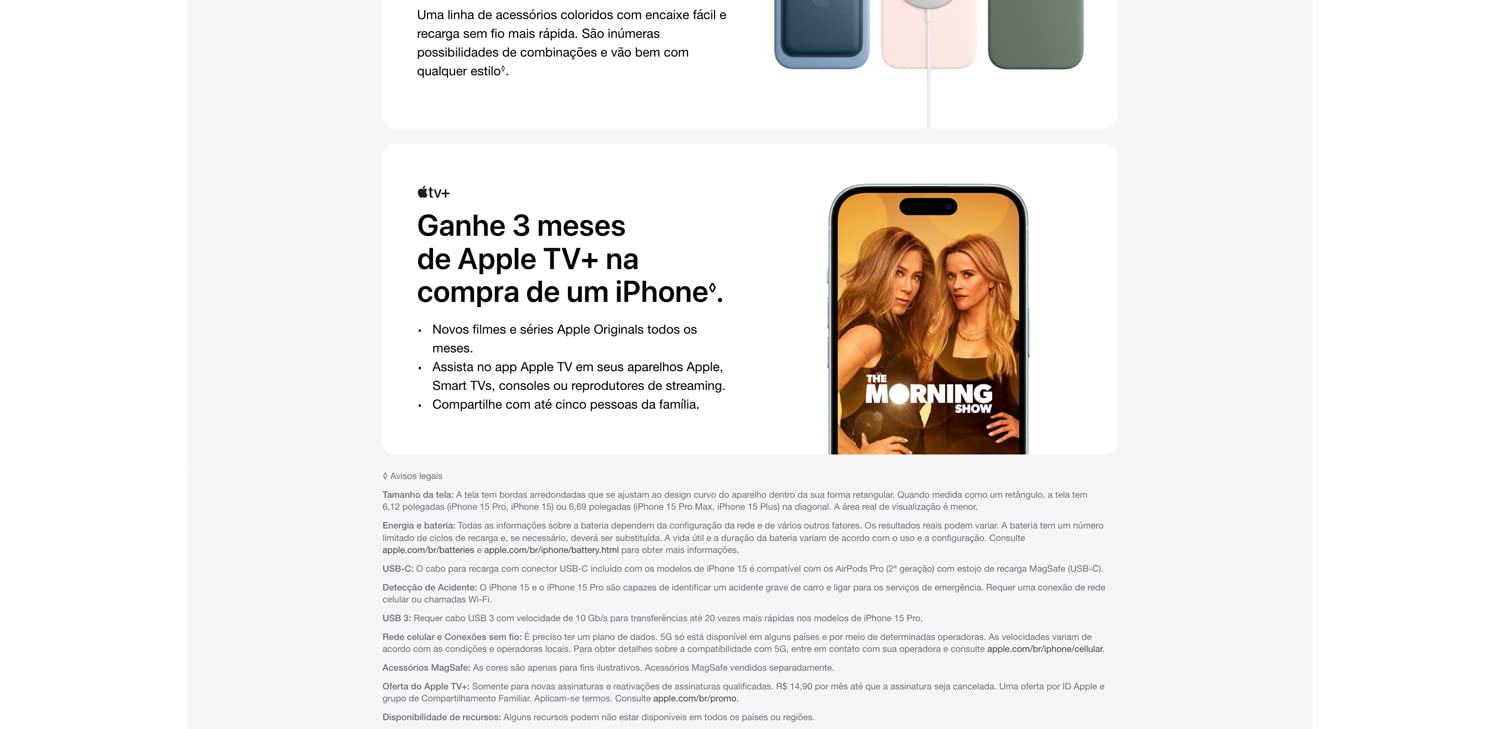 Uma linha de acessórios coloridos com encaixe fácil e
recarga sem fio mais rápida. São inúmeras
possibilidades de combinações e vão bem com
qualquer estilo◊.
tv+
Ganhe 3 meses
de Apple TV+ na
compra de um iPhone◊.
• Novos filmes e séries Apple Originals todos os
meses.
• Assista no app Apple TV em seus aparelhos Apple,
Smart TVs, consoles ou reprodutores de streaming.
• Compartilhe com até cinco pessoas da família.
THE
MORNING
SHOW
◊ Avisos legais
Tamanho da tela: A tela tem bordas arredondadas que se ajustam ao design curvo do aparelho dentro da sua forma retangular. Quando medida como um retângulo, a tela tem
6,12 polegadas (iPhone 15 Pro, iPhone 15) ou 6,69 polegadas (iPhone 15 Pro Max, iPhone 15 Plus) na diagonal. A área real de visualização é menor.
Energia e bateria: Todas as informações sobre a bateria dependem da configuração da rede e de vários outros fatores. Os resultados reais podem variar. A bateria tem um número
limitado de ciclos de recarga e, se necessário, deverá ser substituída. A vida útil e a duração da bateria variam de acordo com o uso e a configuração. Consulte
apple.com/br/batteries e apple.com/br/iphone/battery.html para obter mais informações.
USB-C: O cabo para recarga com conector USB-C incluído com os modelos de iPhone 15 é compatível com os AirPods Pro (2ª geração) com estojo de recarga MagSafe (USB-C).
Detecção de Acidente: O iPhone 15 e o iPhone 15 Pro são capazes de identificar um acidente grave de carro e ligar para os serviços de emergência. Requer uma conexão de rede
celular ou chamadas Wi-Fi.
USB 3: Requer cabo USB 3 com velocidade de 10 Gb/s para transferências até 20 vezes mais rápidas nos modelos de iPhone 15 Pro.
Rede celular e Conexões sem fio: É preciso ter um plano de dados. 5G só está disponível em alguns países e por meio de determinadas operadoras. As velocidades variam de
acordo com as condições e operadoras locais. Para obter detalhes sobre a compatibilidade com 5G, entre em contato com sua operadora e consulte apple.com/br/iphone/cellular.
Acessórios MagSafe: As cores são apenas para fins ilustrativos. Acessórios MagSafe vendidos separadamente.
Oferta do Apple TV+: Somente para novas assinaturas e reativações de assinaturas qualificadas. R$ 14,90 por mês até que a assinatura seja cancelada. Uma oferta por ID Apple e
grupo de Compartilhamento Familiar. Aplicam-se termos. Consulte apple.com/br/promo.
Disponibilidade de recursos: Alguns recursos podem não estar disponíveis em todos os países ou regiões.